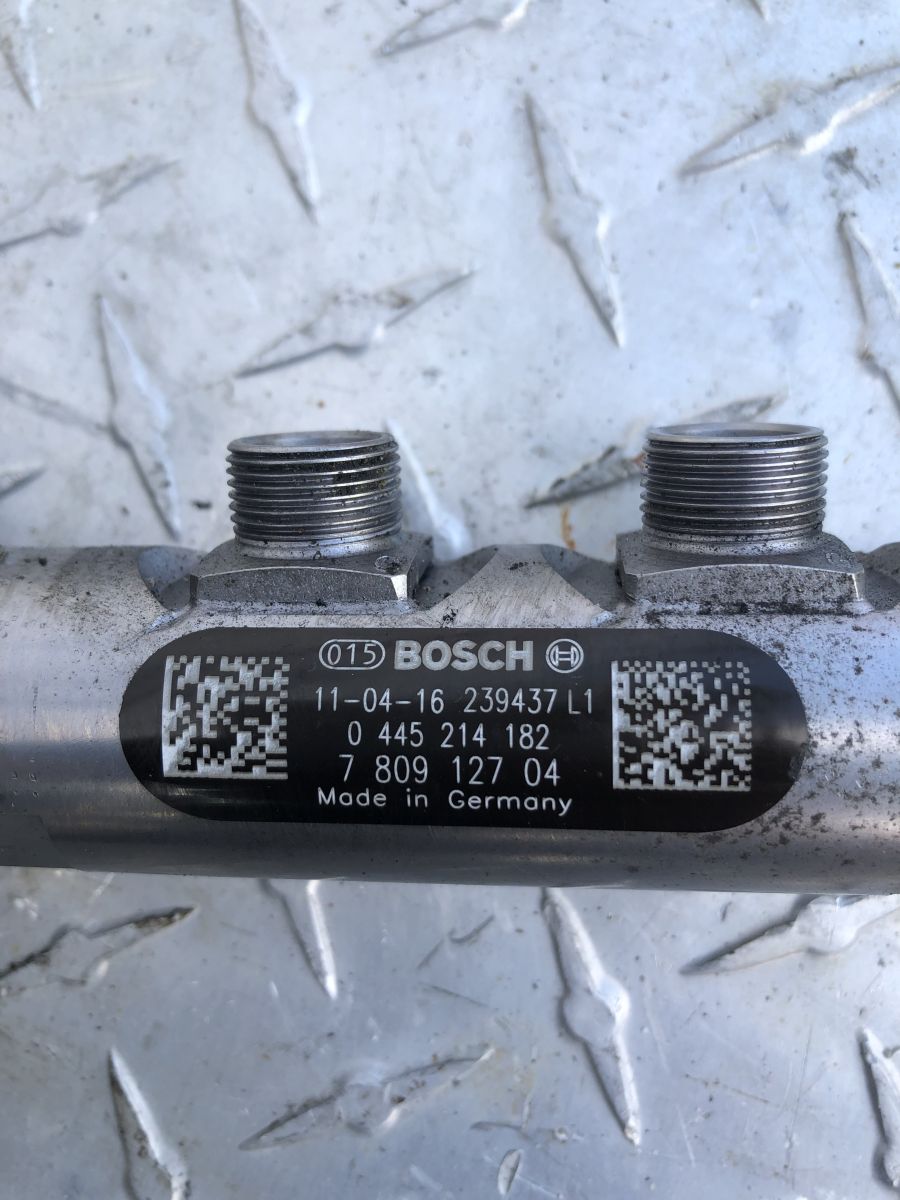 015 BOSCH
11-04-16 239437 L1
0 445 214 182
7 809 127 04
Made in Germany